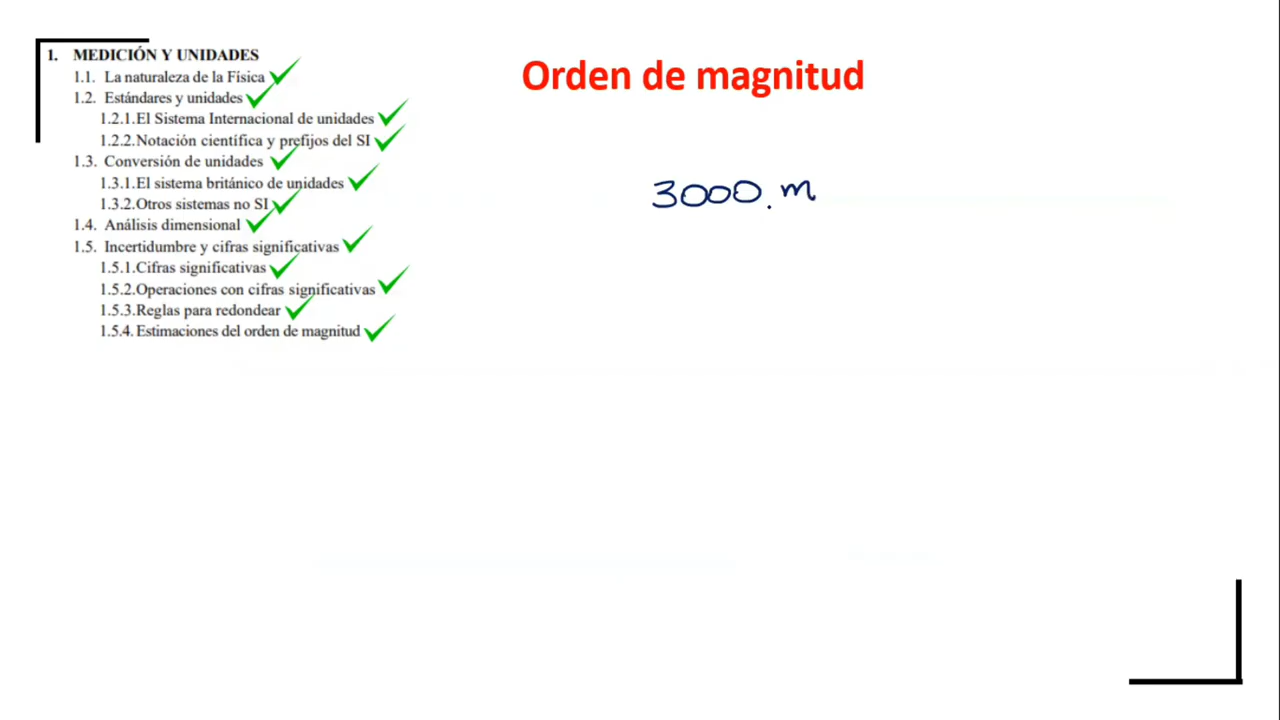 1. MEDICIÓN Y UNIDADES
1.1. La naturaleza de la Física
1.2. Estándares y unidades
1.2.1.El Sistema Internacional de unidades
1.2.2.Notación científica y prefijos del SI
1.3. Conversión de unidades
1.3.1.El sistema británico de unidades
1.3.2.Otros sistemas no SI
1.4. Análisis dimensional
1.5. Incertidumbre y cifras significativas
1.5.1.Cifras significativas
1.5.2.Operaciones con cifras significativas
1.5.3.Reglas para redondear
1.5.4. Estimaciones del orden de magnitud
Orden de magnitud
3000. m